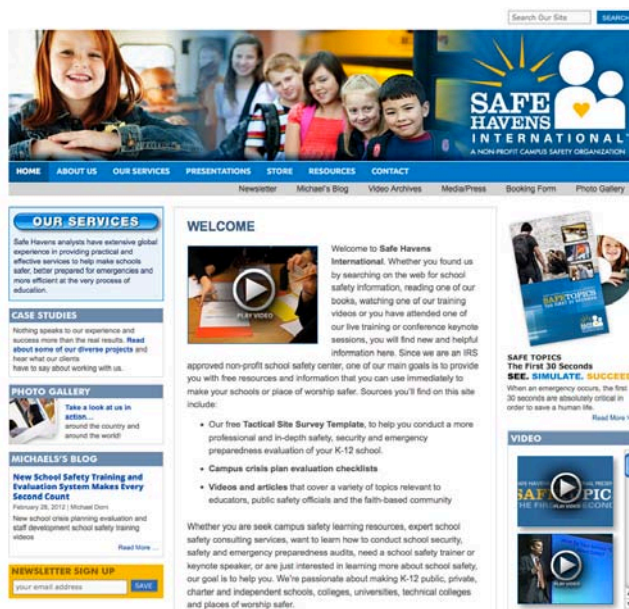 Search Our Site
SEARCH
SAFE
HAVENS
INTERNATIONAL
A NON-PROFIT CAMPUS SAFETY ORGANIZATION
HOME ABOUT US OUR SERVICES PRESENTATIONS STORE RESOURCES CONTACT
Newsletter Michael's Blog Video Archives Media/Press Booking Form Photo Gallery
OUR SERVICES
Safe Havens analysts have extensive global
experience in providing practical and
effective services to help make schools
safer, better prepared for emergencies and
more efficient at the very process of
education.
CASE STUDIES
Nothing speaks to our experience and
success more than the real results. Read
about some of our diverse projects and
hear what our clients
have to say about working with us.
PHOTO GALLERY
Take a look at us in
action...
around the country and
around the world!
MICHAELS'S BLOG
New School Safety Training and
Evaluation System Makes Every
Second Count
February 28, 2012 | Michael Dorn
New school crisis planning evaluation and
staff development school safety training
videos
Read More ...
NEWSLETTER SIGN UP
your email address
SAVE
WELCOME
PLAY VIDEO
Welcome to Safe Havens
International. Whether you found us
by searching on the web for school
safety information, reading one of our
books, watching one of our training
videos or you have attended one of
our live training or conference keynote
sessions, you will find new and helpful
information here. Since we are an IRS
approved non-profit school safety center, one of our main goals is to provide
you with free resources and information that you can use immediately to
make your schools or place of worship safer. Sources you'll find on this site
include:
• Our free Tactical Site Survey Template, to help you conduct a more
professional and in-depth safety, security and emergency
preparedness evaluation of your K-12 school.
• Campus crisis plan evaluation checklists
• Videos and articles that cover a variety of topics relevant to
educators, public safety officials and the faith-based community
Whether you are seek campus safety learning resources, expert school
safety consulting services, want to learn how to conduct school security,
safety and emergency preparedness audits, need a school safety trainer or
keynote speaker, or are just interested in learning more about school safety,
our goal is to help you. We're passionate about making K-12 public, private,
charter and independent schools, colleges, universities, technical colleges
and places of worship safer.
SAFETOPICS
SAFE TOPICS
The First 30 Seconds
SEE. SIMULATE. SUCCEED
When an emergency occurs, the first
30 seconds are absolutely critical in
order to save a human life.
Read More
VIDEO
SAFE TOPIC
THE FIRST SECOND
PLAY VIDEO
PLAY VIDEO